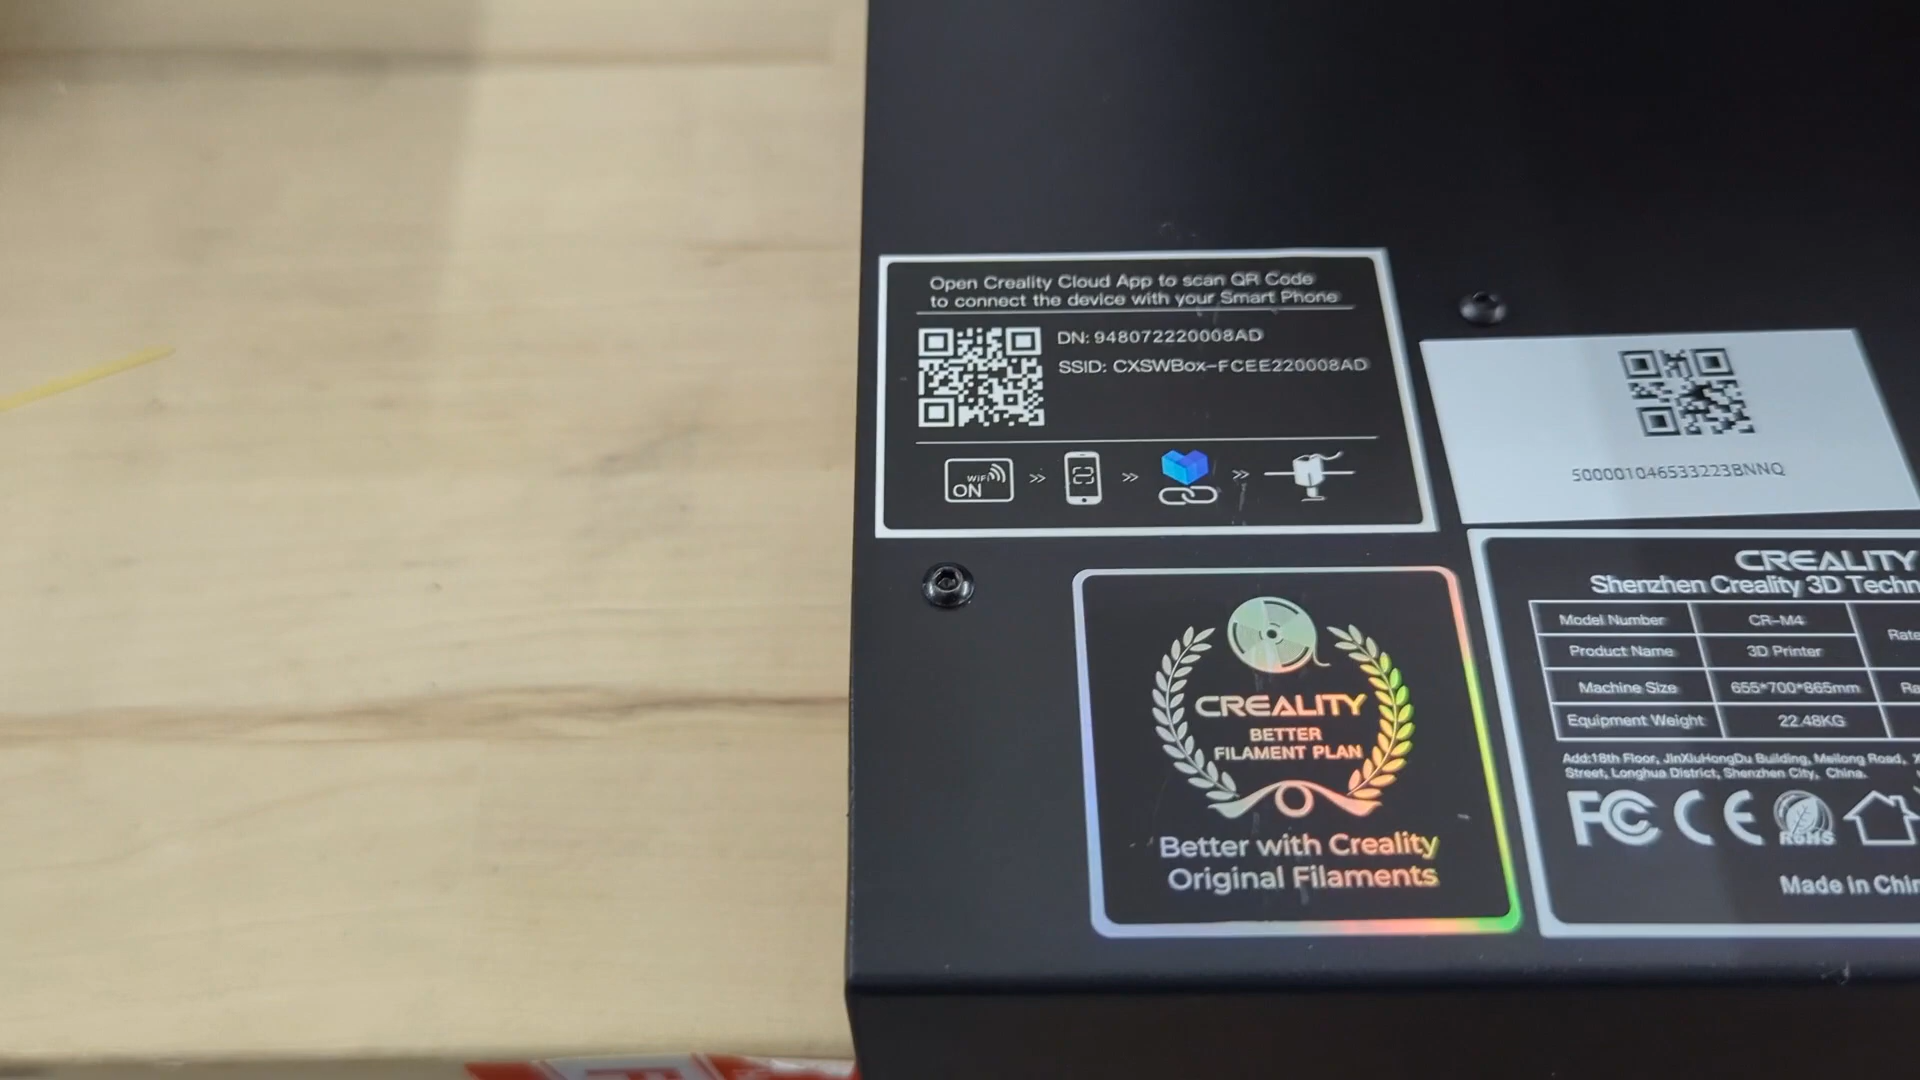 Open Creality Cloud App to scan QR Code
to connect the device with your Smart Phone
DN: 948072220008AD
SSID: CXSWBox-FCEE220008AD
WiFi
ON
500001046533223BNNQ
CREALITY
BETTER
FILAMENT PLAN
Better with Creality
Original Filaments
CREALITY
Shenzhen Creality 3D Techn
Model Number CR-M4 Rate
Product Name 3D Printer
Machine Size 655*700*865mm Ra
Equipment Weight 22.48KG
Add:18th Floor, JinXiuHongDu Building, Meilong Road, X
Street, Longhua District, Shenzhen City, China.
FC CE RoHS
Made in Chin